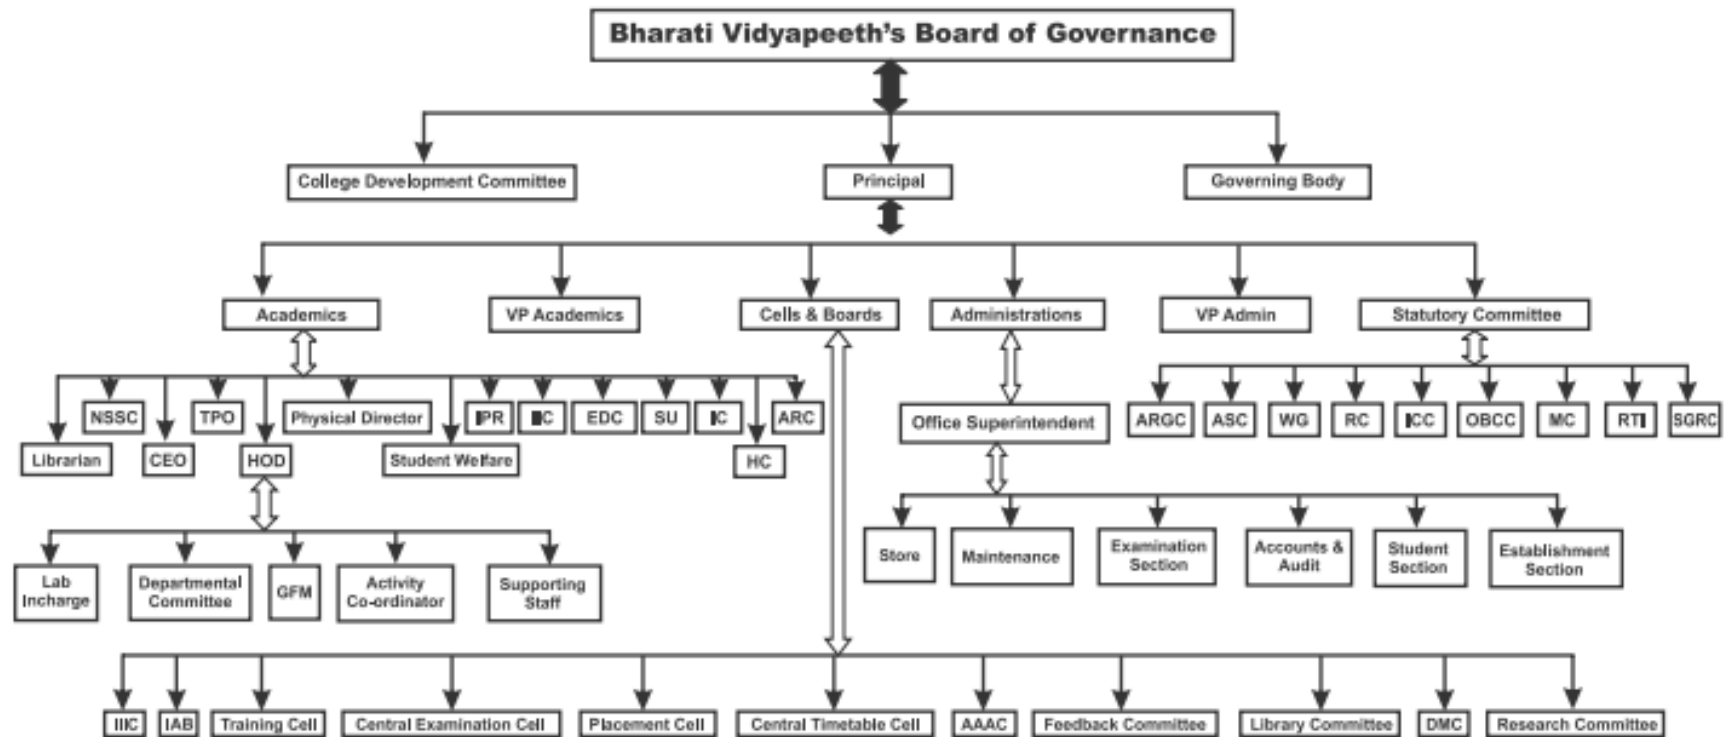 Bharati Vidyapeeth's Board of Governance
College Development Committee
Principal
Governing Body
Academics
VP Academics
Cells & Boards
Administrations
VP Admin
Statutory Committee
NSSC
TPO
Physical Director
IPR
EDC
SU
IC
ARC
Librarian
CEO
HOD
Student Welfare
HC
Office Superintendent
ARGC
ASC
WG
RC
ICC
OBCC
MC
RTI
SGRC
Lab
Incharge
Departmental
Committee
GFM
Activity
Co-ordinator
Supporting
Staff
Store
Maintenance
Examination
Section
Accounts &
Audit
Student
Section
Establishment
Section
IIIC
IAB
Training Cell
Central Examination Cell
Placement Cell
Central Timetable Cell
AAAC
Feedback Committee
Library Committee
DMC
Research Committee